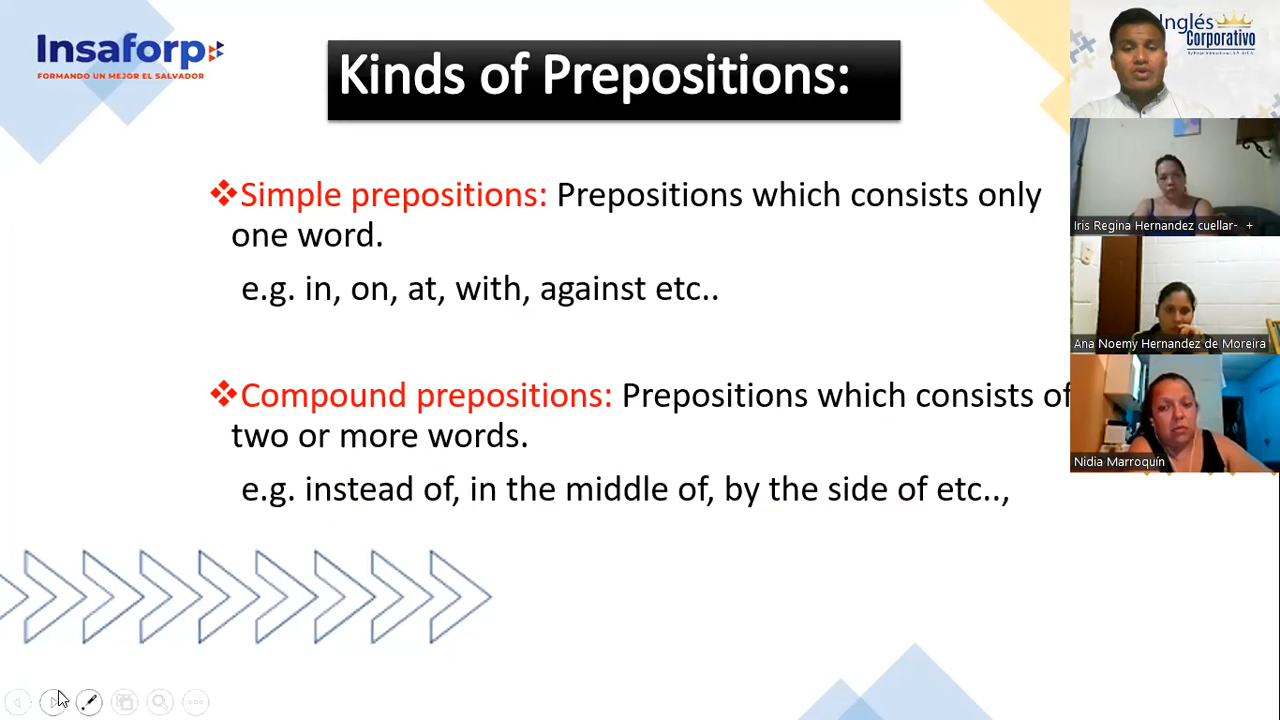 Insaforp
FORMANDO UN MEJOR EL SALVADOR
Kinds of Prepositions:
Simple prepositions: Prepositions which consists only
one word.
e.g. in, on, at, with, against etc..
Compound prepositions: Prepositions which consists of
two or more words.
e.g. instead of, in the middle of, by the side of etc..,
Inglés
Corporativo
Iris Regina Hernandez cuellar- +
Ana Noemy Hernandez de Moreira
Nidia Marroquín